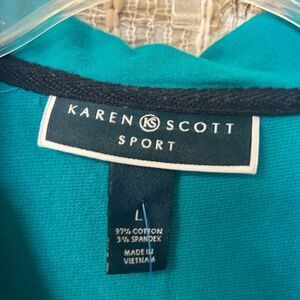 KAREN KS SCOTT
SPORT
L
97% COTTON
3% SPANDEX
MADE IN
VIETNAM